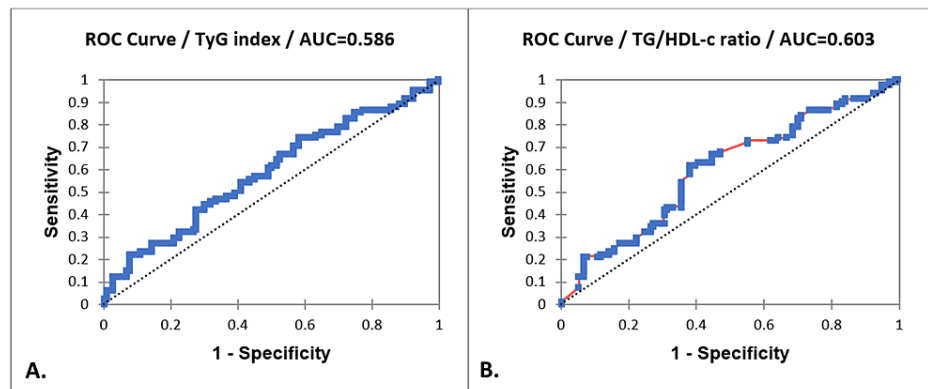 ROC Curve / TyG index / AUC=0.586
1
0.9
0.8
0.7
0.6
0.5
0.4
0.3
0.2
0.1
0
Sensitivity
0 0.2 0.4 0.6 0.8 1
1 - Specificity
A.
ROC Curve / TG/HDL-c ratio / AUC=0.603
1
0.9
0.8
0.7
0.6
0.5
0.4
0.3
0.2
0.1
0
Sensitivity
0 0.2 0.4 0.6 0.8 1
1 - Specificity
B.